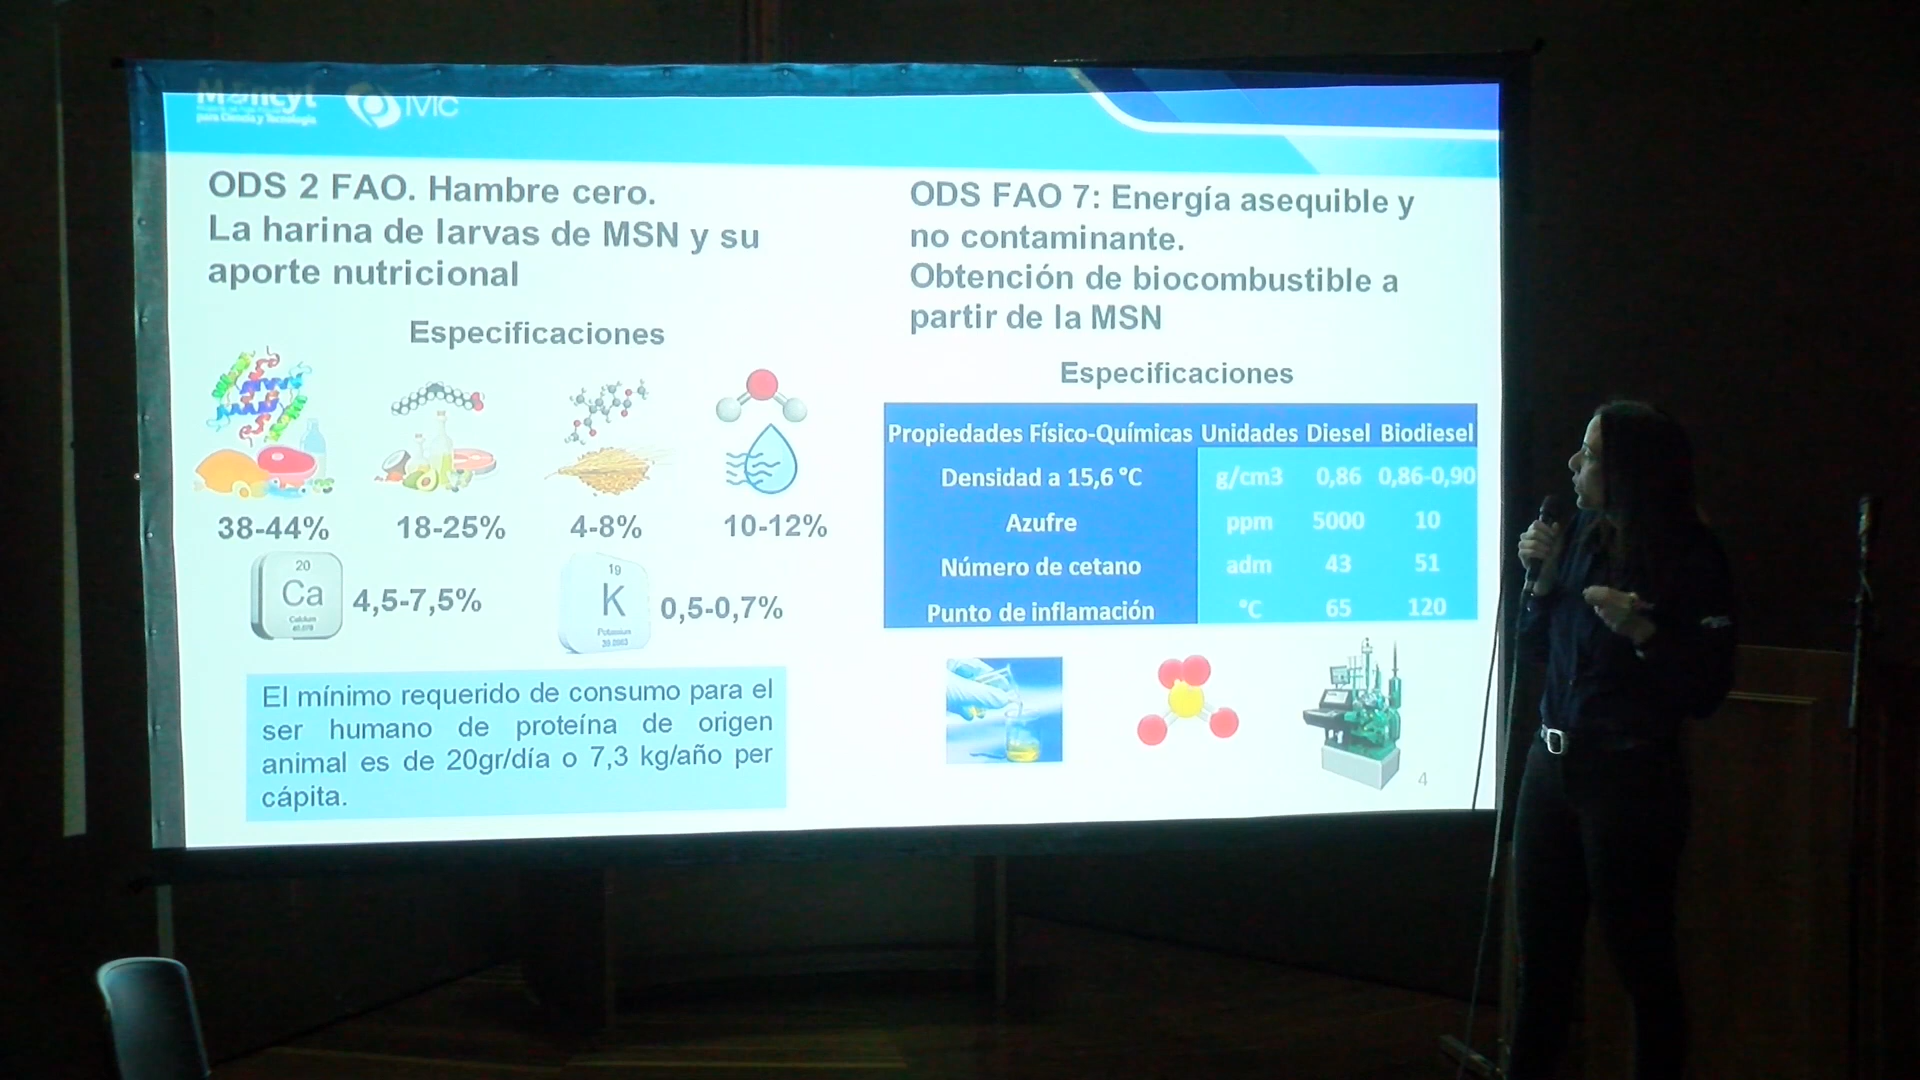 Mincyt
para Ciencia y Tecnología
IVIC
ODS 2 FAO. Hambre cero.
La harina de larvas de MSN y su
aporte nutricional
Especificaciones
38-44%
18-25%
4-8%
10-12%
20
Ca
Calcium
4,5-7,5%
19
K
Potassium
0,5-0,7%
El mínimo requerido de consumo para el
ser humano de proteína de origen
animal es de 20gr/día o 7,3 kg/año per
cápita.
ODS FAO 7: Energía asequible y
no contaminante.
Obtención de biocombustible a
partir de la MSN
Especificaciones
Propiedades Físico-Químicas Unidades Diesel Biodiesel
Densidad a 15,6 °C g/cm3 0,86 0,86-0,90
Azufre ppm 5000 10
Número de cetano adm 43 51
Punto de inflamación °C 65 120
4